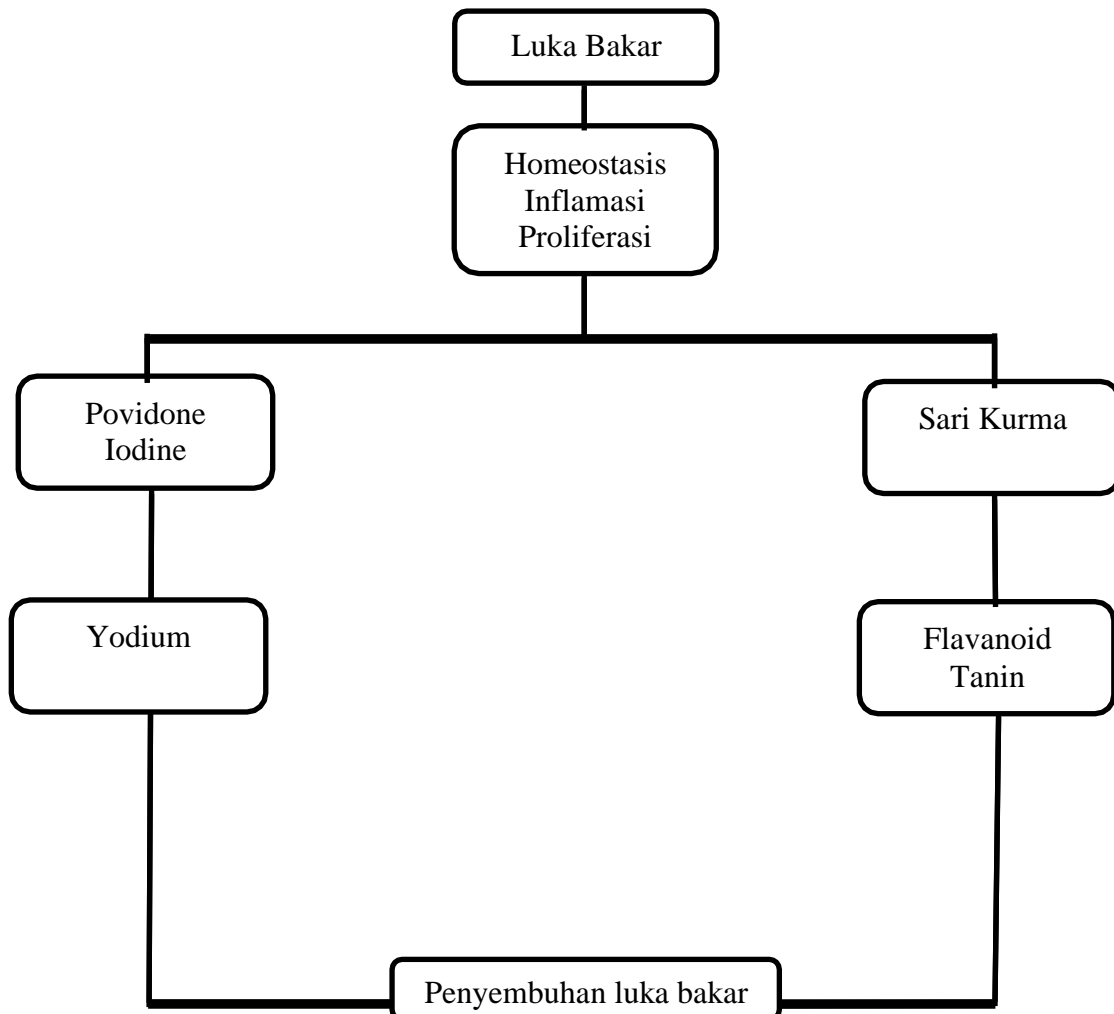 Luka Bakar
Homeostasis
Inflamasi
Proliferasi
Povidone
Iodine
Sari Kurma
Yodium
Flavanoid
Tanin
Penyembuhan luka bakar